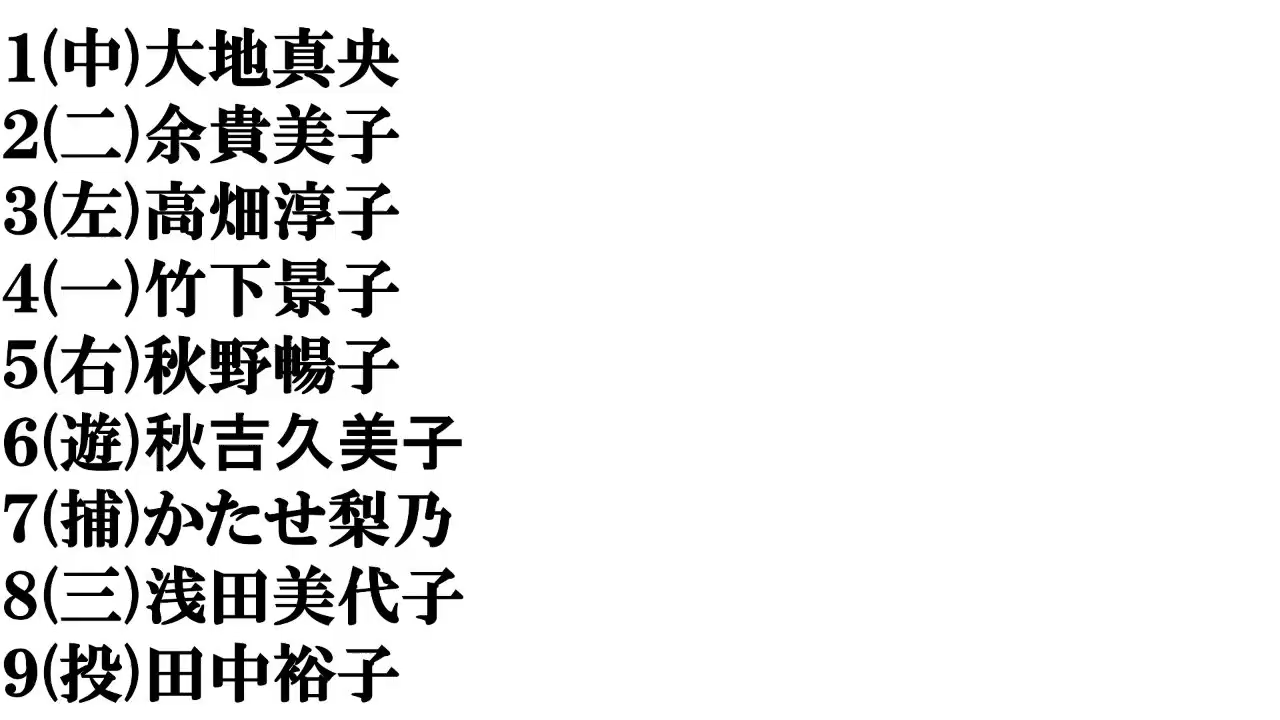 1(中)大地真央
2(二)余貴美子
3(左)高畑淳子
4(一)竹下景子
5(右)秋野暢子
6(遊)秋吉久美子
7(捕)かたせ梨乃
8(三)浅田美代子
9(投)田中裕子